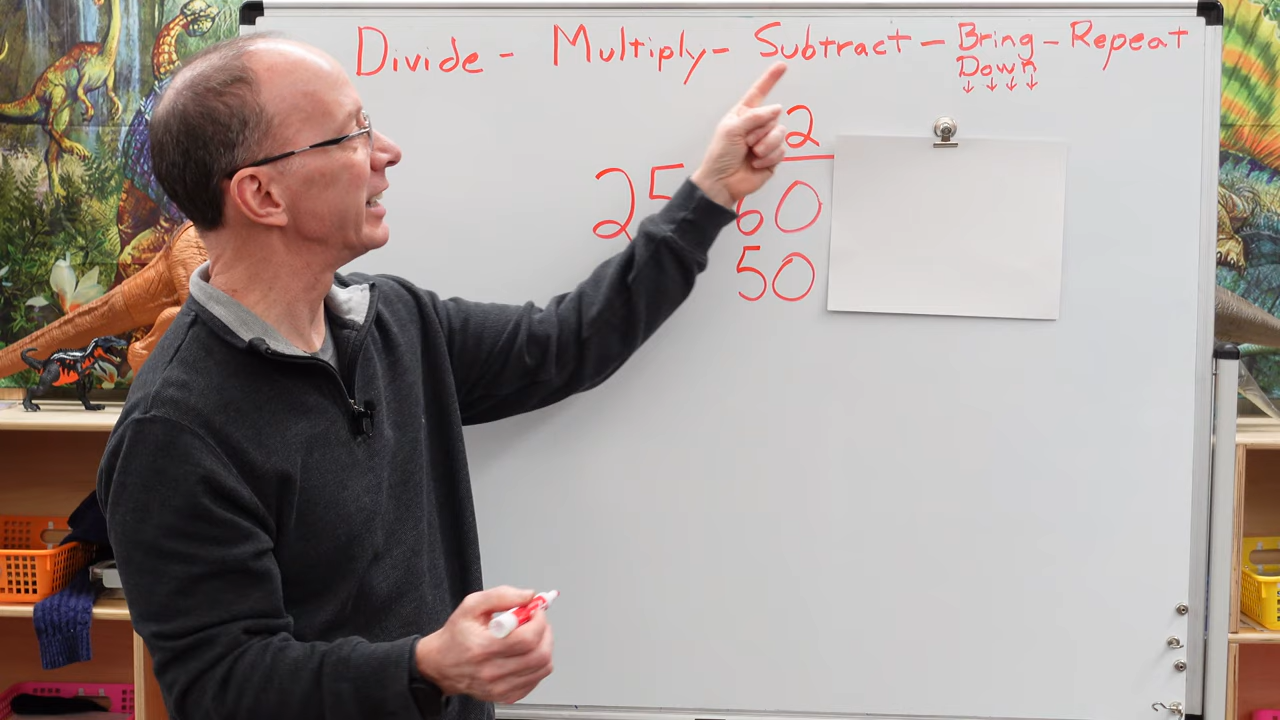 Divide - Multiply - Subtract - Bring - Repeat
Down
↓ ↓ ↓ ↓
2
25 60
50